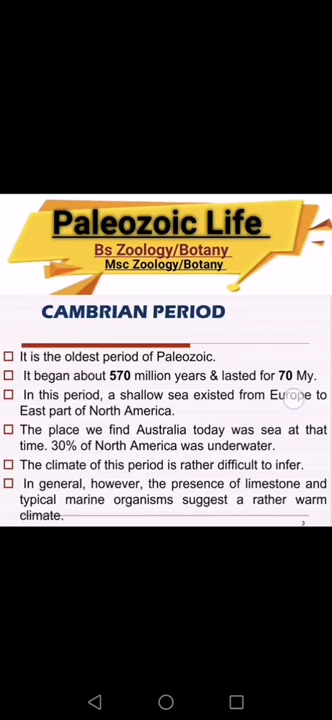 Paleozoic Life
Bs Zoology/Botany
Msc Zoology/Botany
CAMBRIAN PERIOD
It is the oldest period of Paleozoic.
It began about 570 million years & lasted for 70 My.
In this period, a shallow sea existed from Europe to
East part of North America.
The place we find Australia today was sea at that
time. 30% of North America was underwater.
The climate of this period is rather difficult to infer.
In general, however, the presence of limestone and
typical marine organisms suggest a rather warm
climate.
3